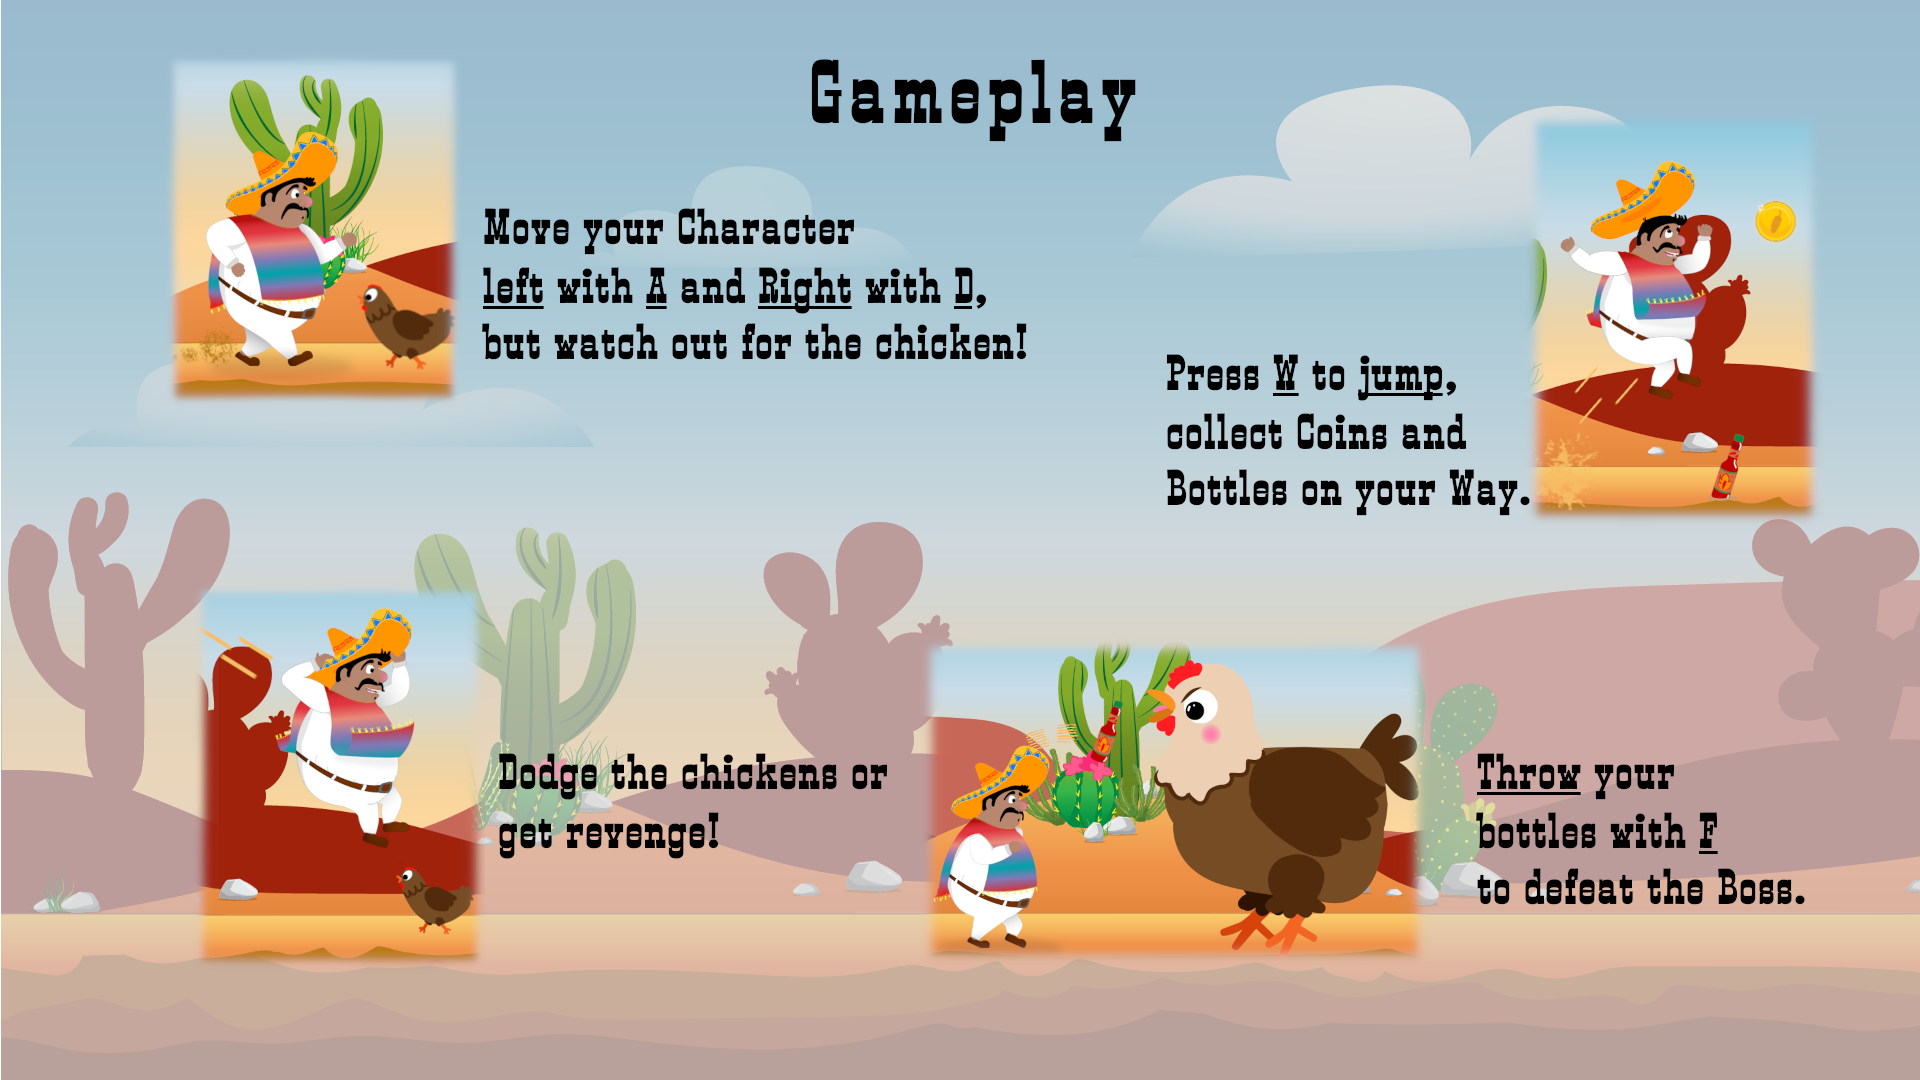 Gameplay
Move your Character
left with A and Right with D,
but watch out for the chicken!
Press W to jump,
collect Coins and
Bottles on your Way.
Dodge the chickens or
get revenge!
Throw your
bottles with F
to defeat the Boss.